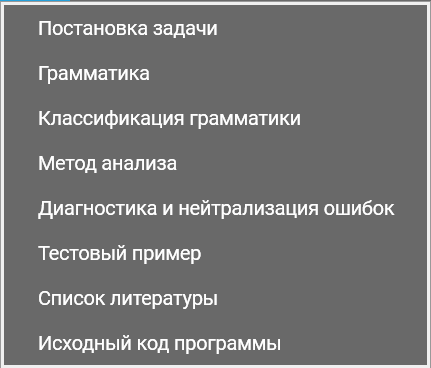 Постановка задачи
Грамматика
Классификация грамматики
Метод анализа
Диагностика и нейтрализация ошибок
Тестовый пример
Список литературы
Исходный код программы